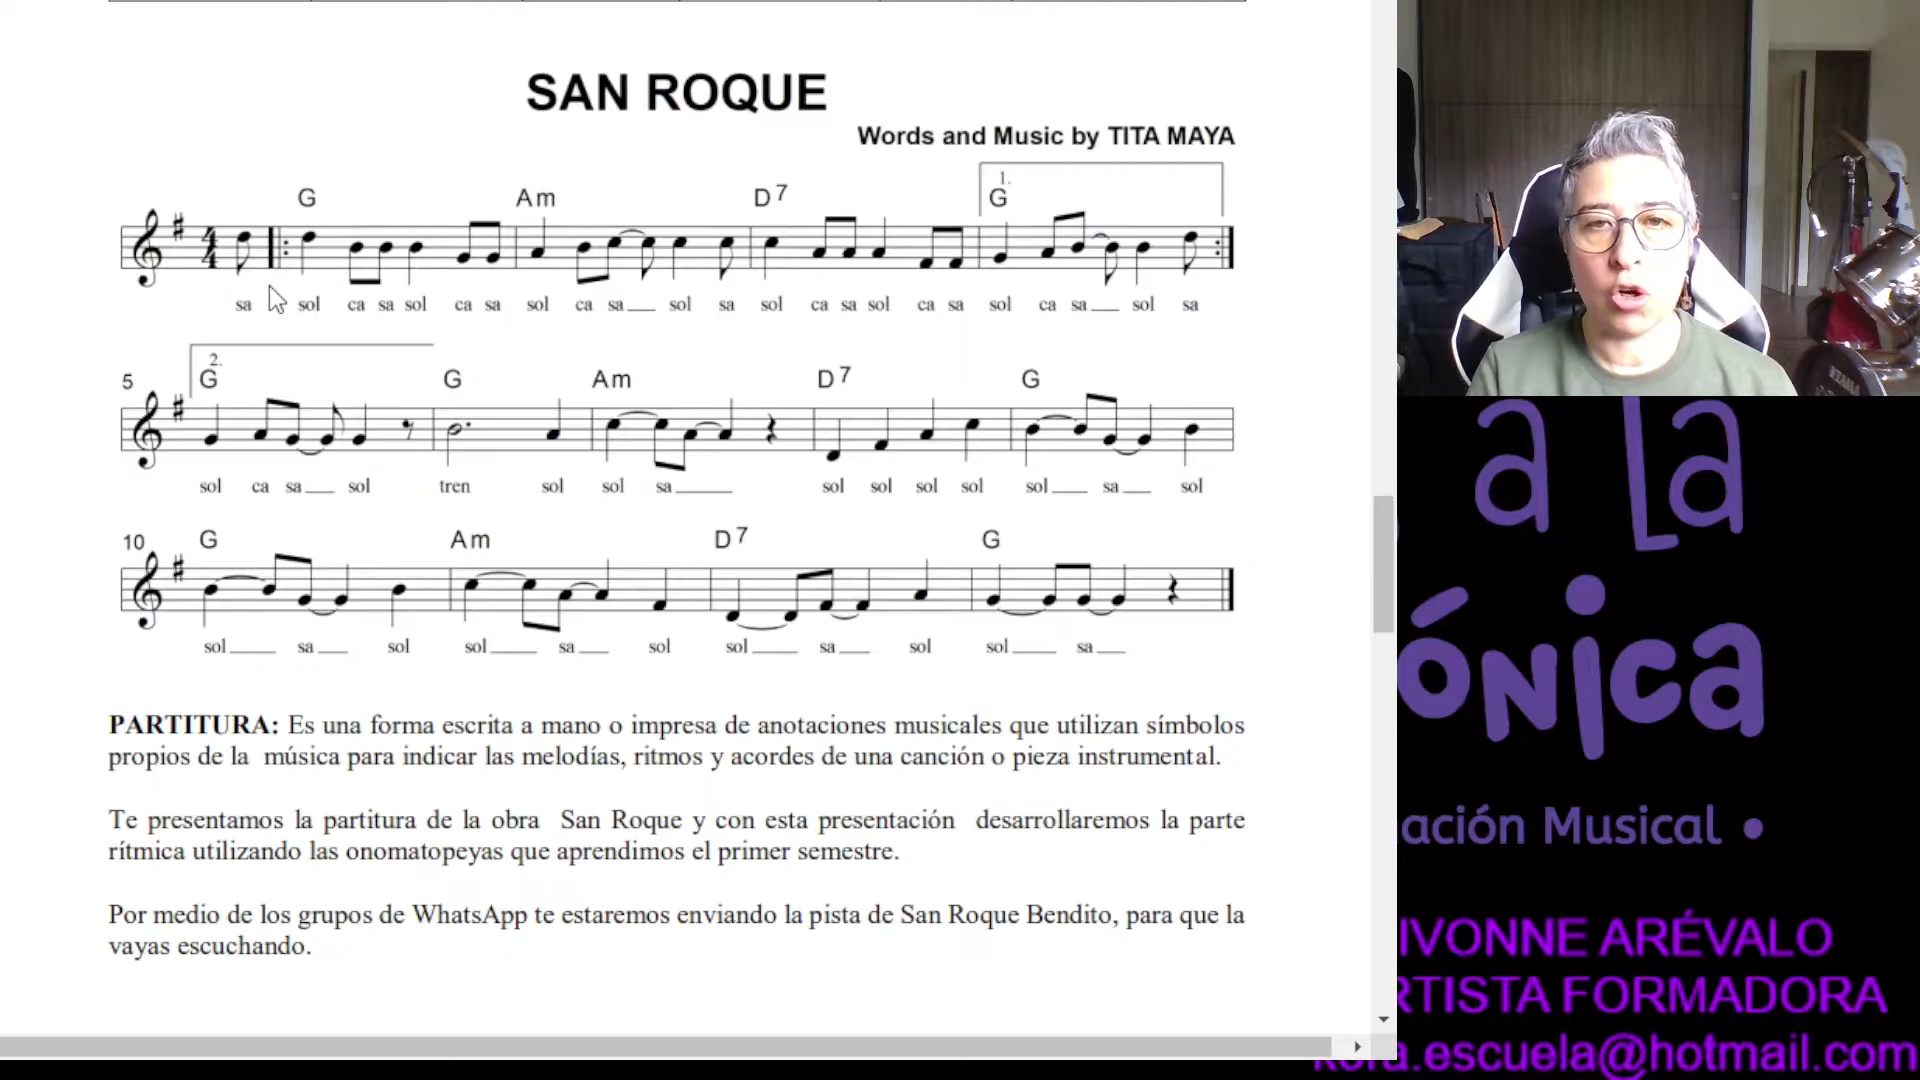 SAN ROQUE
Words and Music by TITA MAYA
1.
G Am D7 G
sa sol ca sa sol ca sa sol ca sa sol sa sol ca sa sol ca sa sol ca sa sol sa
2.
5 G G Am D7 G
sol ca sa sol tren sol sol sa sol sol sol sol sol sa sol
10 G Am D7 G
sol sa sol sol sa sol sol sa sol sol sa
PARTITURA: Es una forma escrita a mano o impresa de anotaciones musicales que utilizan símbolos
propios de la música para indicar las melodías, ritmos y acordes de una canción o pieza instrumental.
Te presentamos la partitura de la obra San Roque y con esta presentación desarrollaremos la parte
rítmica utilizando las onomatopeyas que aprendimos el primer semestre.
Por medio de los grupos de WhatsApp te estaremos enviando la pista de San Roque Bendito, para que la
vayas escuchando.
TAMA
a la
ónica
ación Musical •
IVONNE ARÉVALO
RTISTA FORMADORA
.escuela@hotmail.com